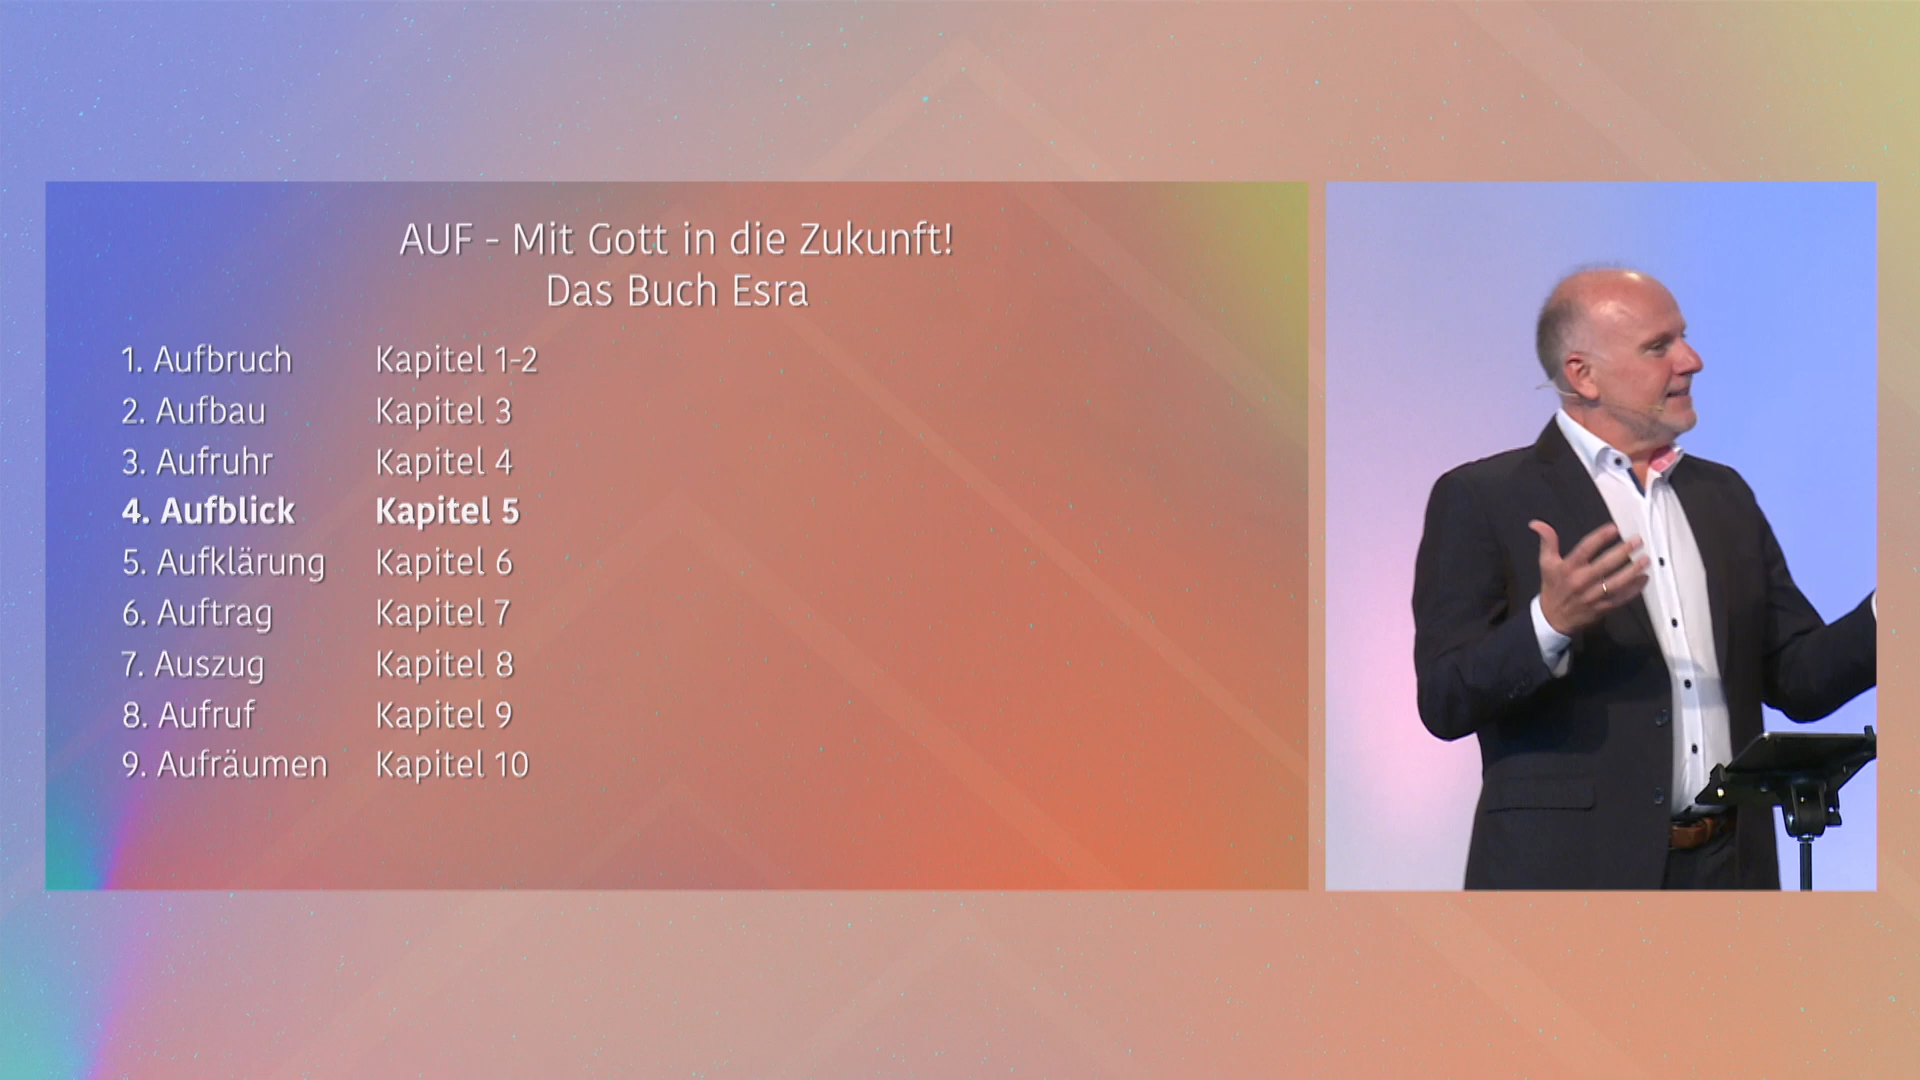 AUF - Mit Gott in die Zukunft!
Das Buch Esra
1. Aufbruch Kapitel 1-2
2. Aufbau Kapitel 3
3. Aufruhr Kapitel 4
4. Aufblick Kapitel 5
5. Aufklärung Kapitel 6
6. Auftrag Kapitel 7
7. Auszug Kapitel 8
8. Aufruf Kapitel 9
9. Aufräumen Kapitel 10